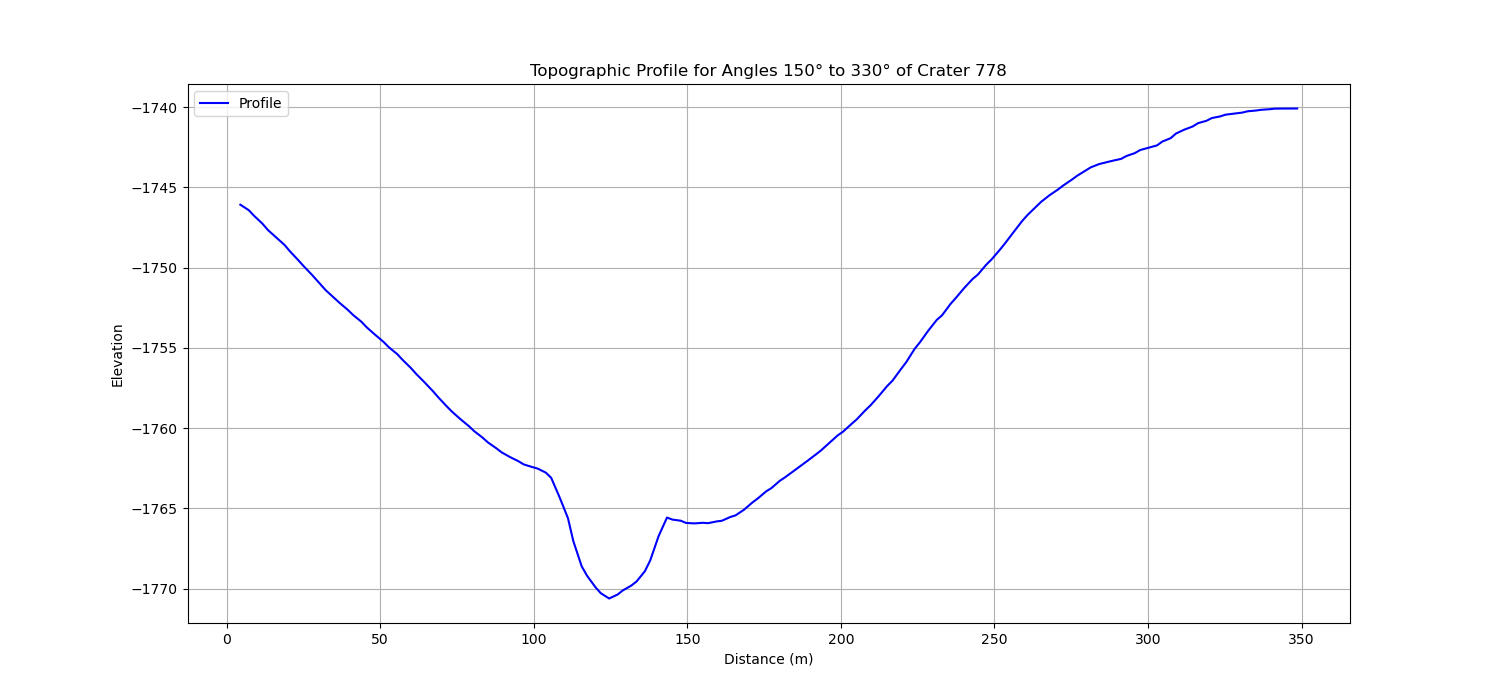 Topographic Profile for Angles 150° to 330° of Crater 778
Profile
−1740
−1745
−1750
−1755
−1760
−1765
−1770
Elevation
0 50 100 150 200 250 300 350
Distance (m)